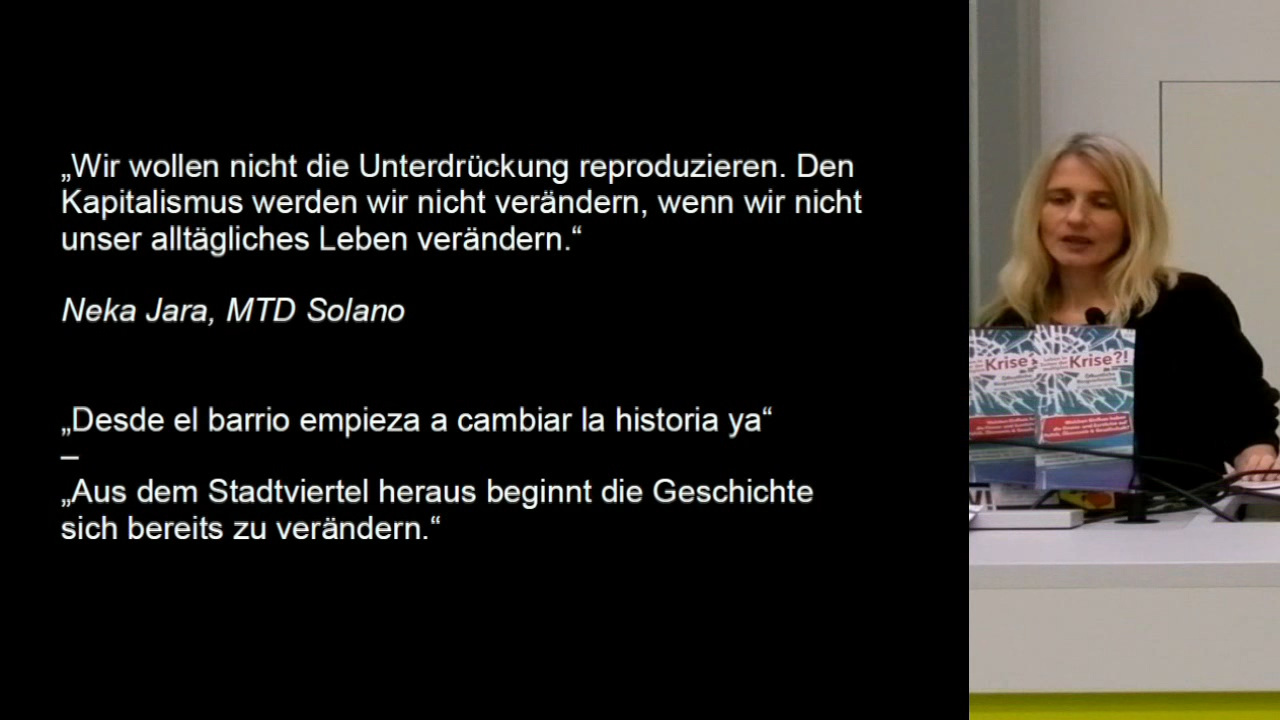 „Wir wollen nicht die Unterdrückung reproduzieren. Den
Kapitalismus werden wir nicht verändern, wenn wir nicht
unser alltägliches Leben verändern.“
Neka Jara, MTD Solano
„Desde el barrio empieza a cambiar la historia ya“
–
„Aus dem Stadtviertel heraus beginnt die Geschichte
sich bereits zu verändern.“
Krise?!
Krise?!